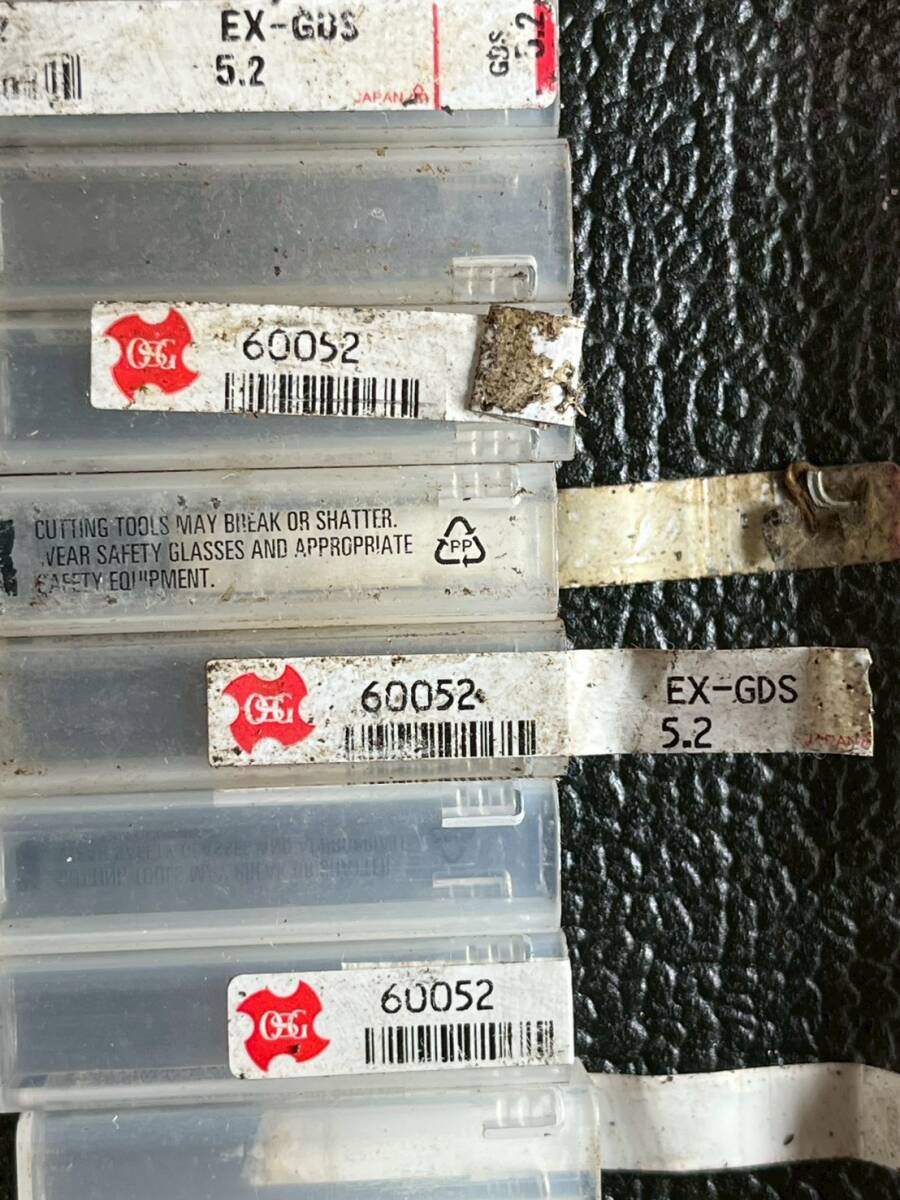 EX-GDS
5.2
GDS
5.2
JAPAN
OSG
60052
CUTTING TOOLS MAY BREAK OR SHATTER.
WEAR SAFETY GLASSES AND APPROPRIATE
SAFETY EQUIPMENT.
PP
OSG
60052
EX-GDS
5.2
JAPAN
OSG
60052